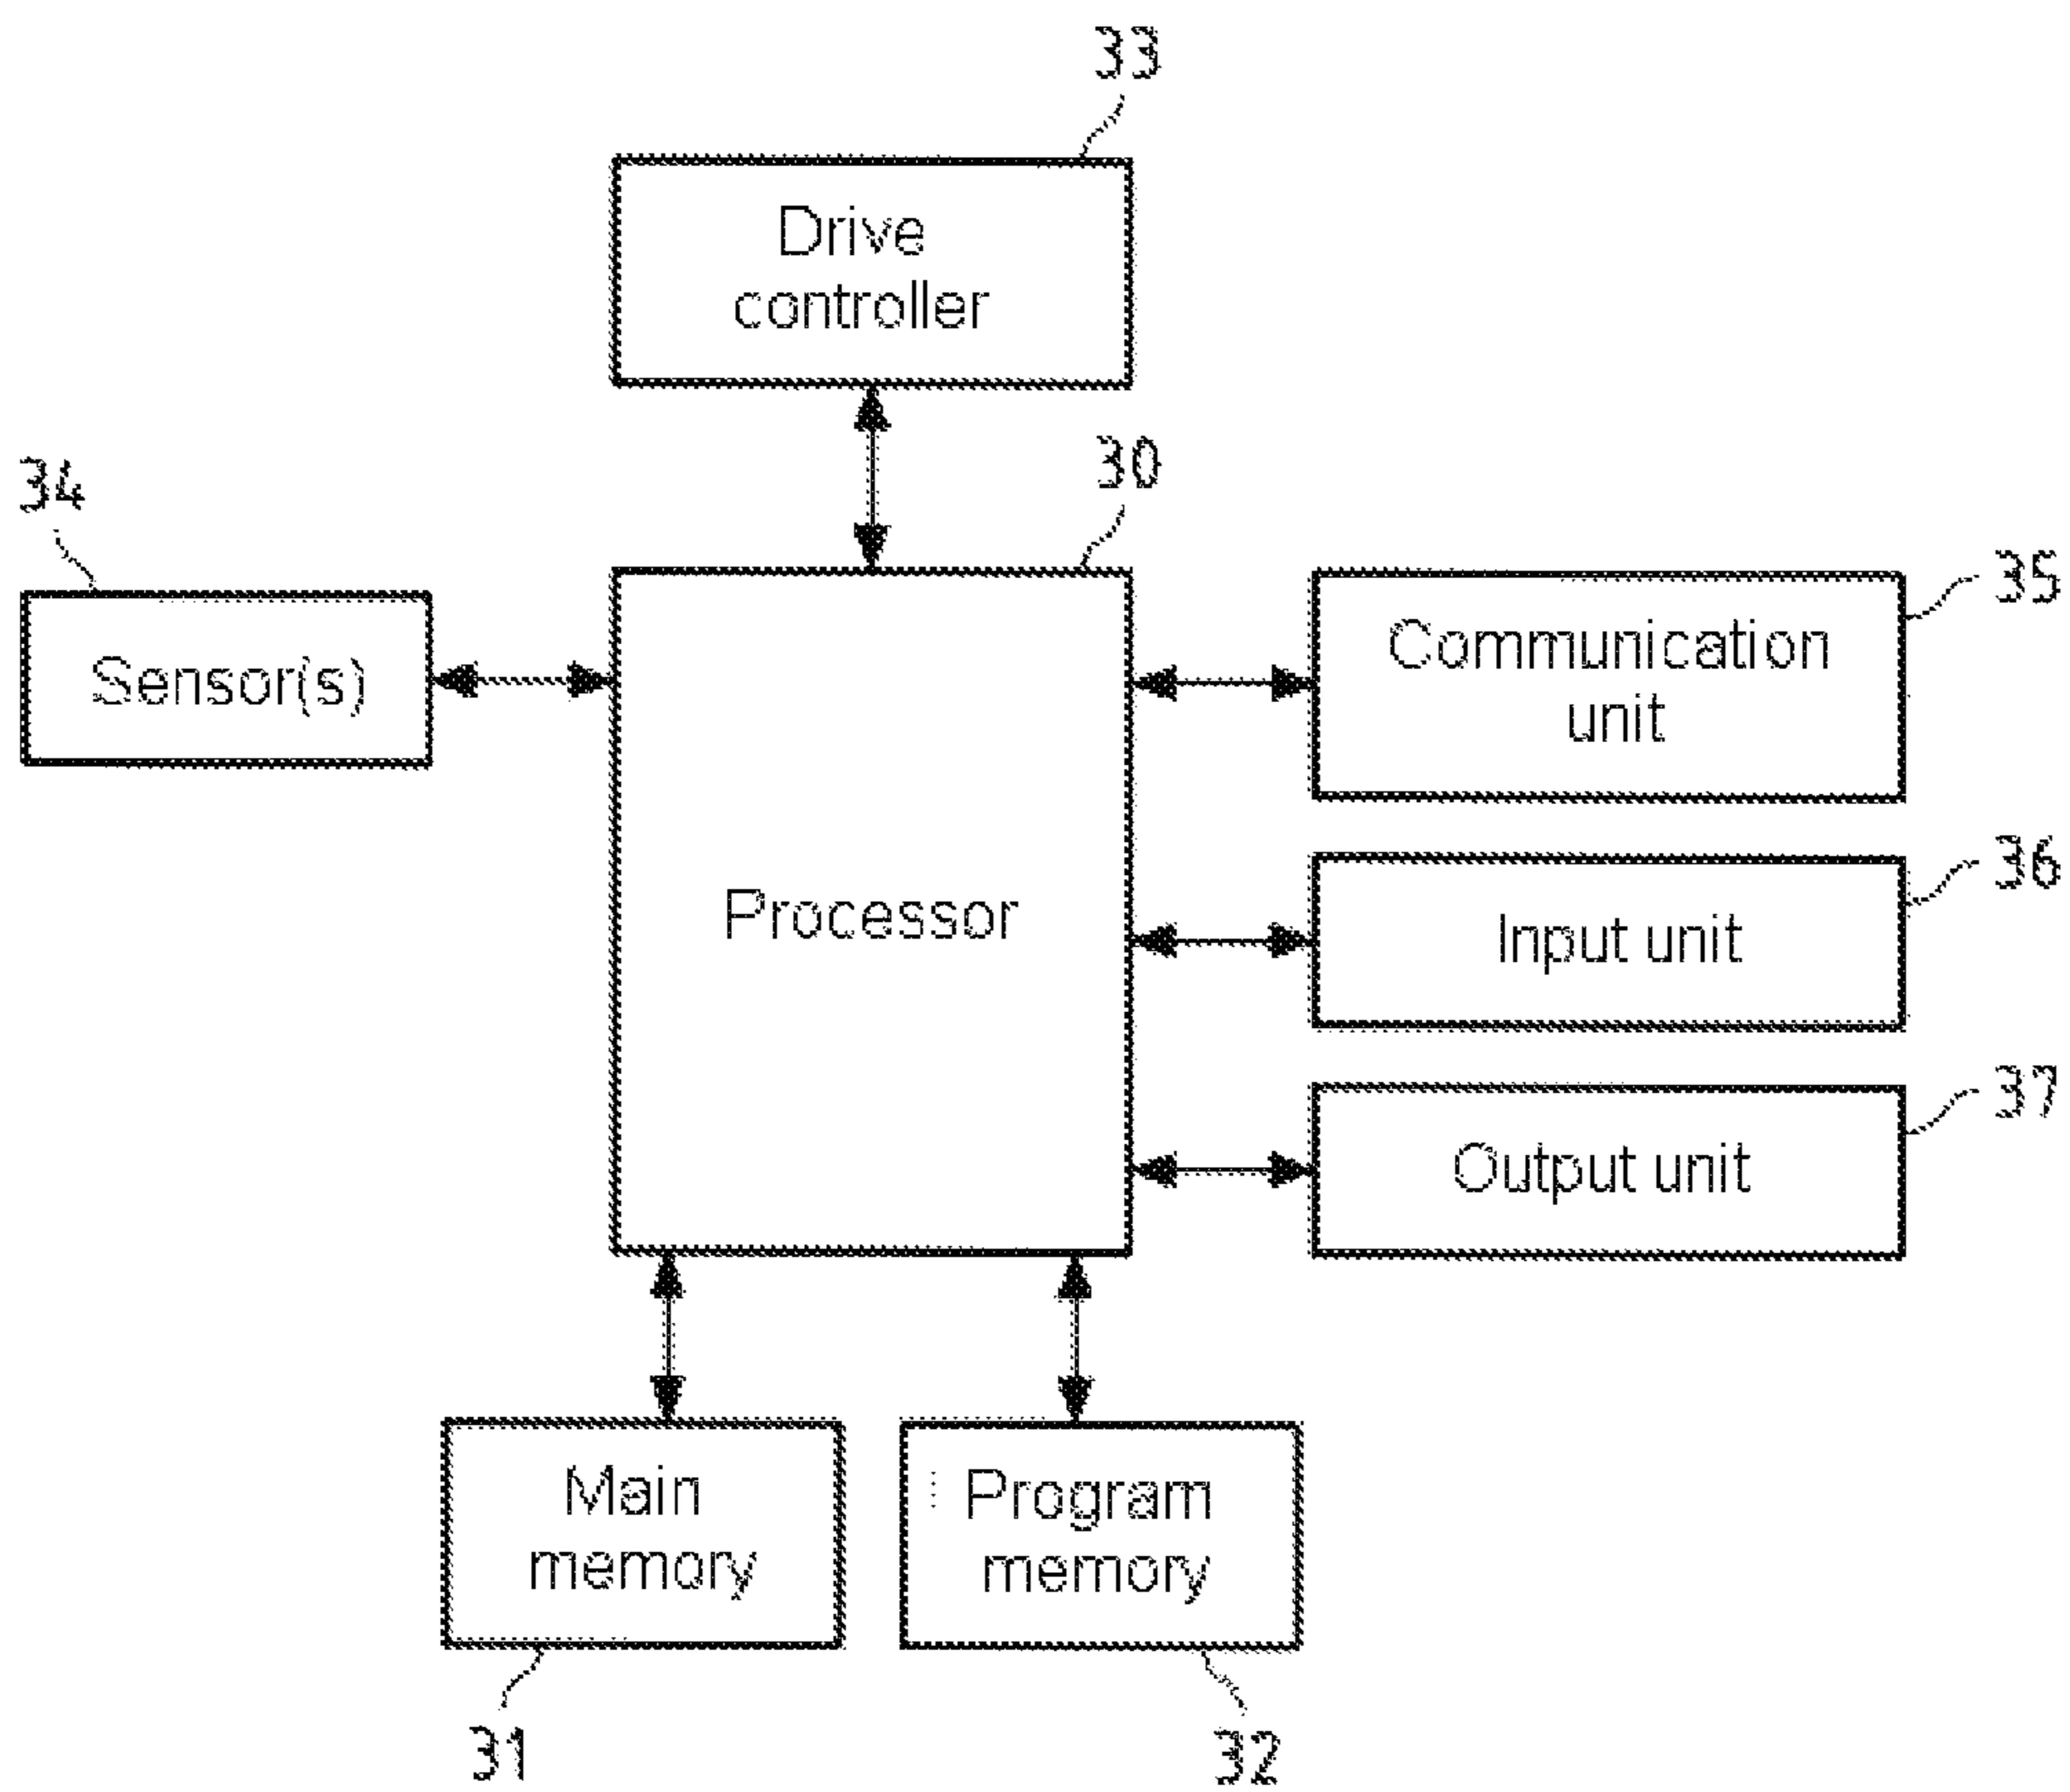 33
Drive
controller
30
34
Sensor(s)
35
Communication
unit
Processor
36
Input unit
37
Output unit
Main
memory
Program
memory
31
32